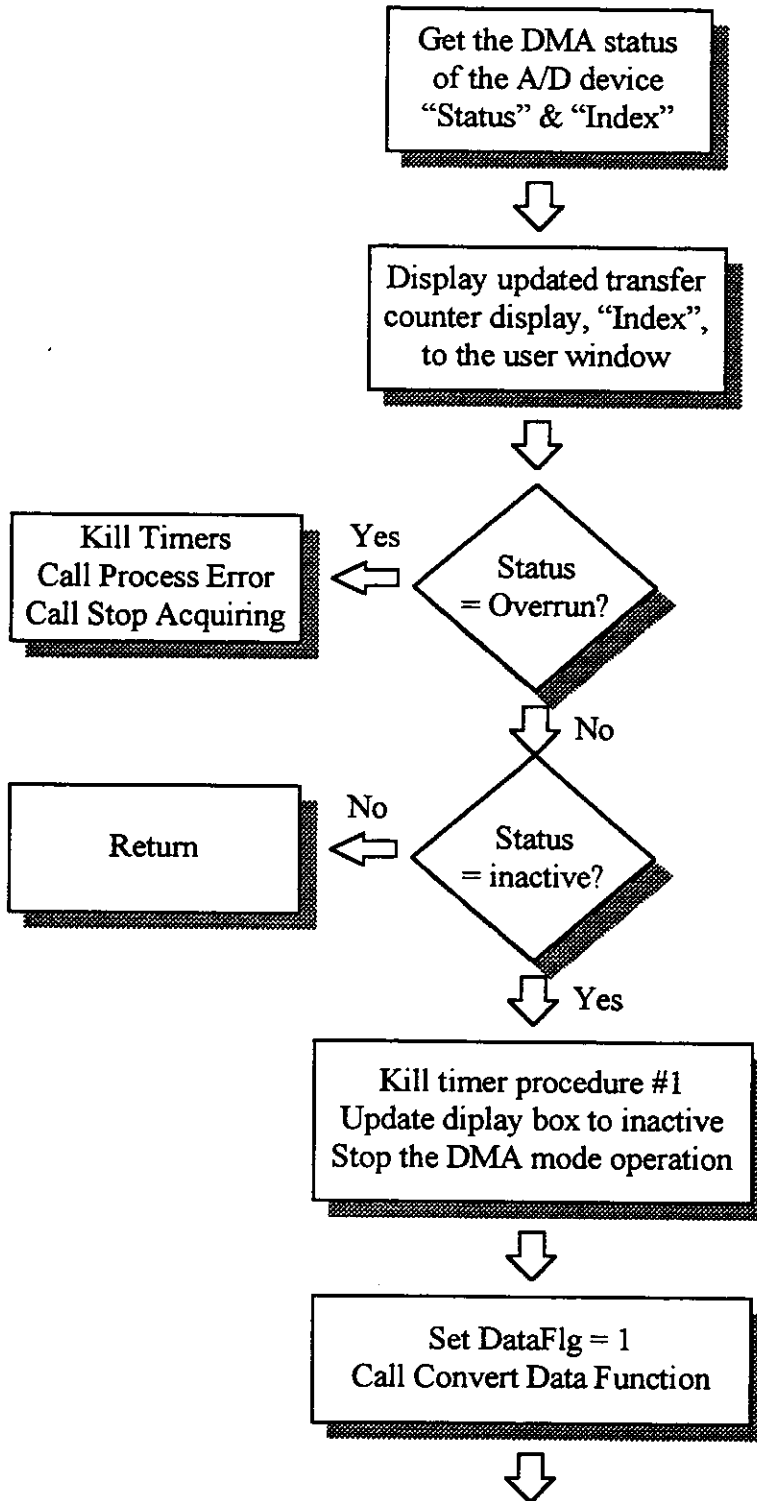 Get the DMA status
of the A/D device
“Status” & “Index”
Display updated transfer
counter display, “Index”,
to the user window
Status
= Overrun?
Yes
Kill Timers
Call Process Error
Call Stop Acquiring
No
Status
= inactive?
No
Return
Yes
Kill timer procedure #1
Update diplay box to inactive
Stop the DMA mode operation
Set DataFlg = 1
Call Convert Data Function